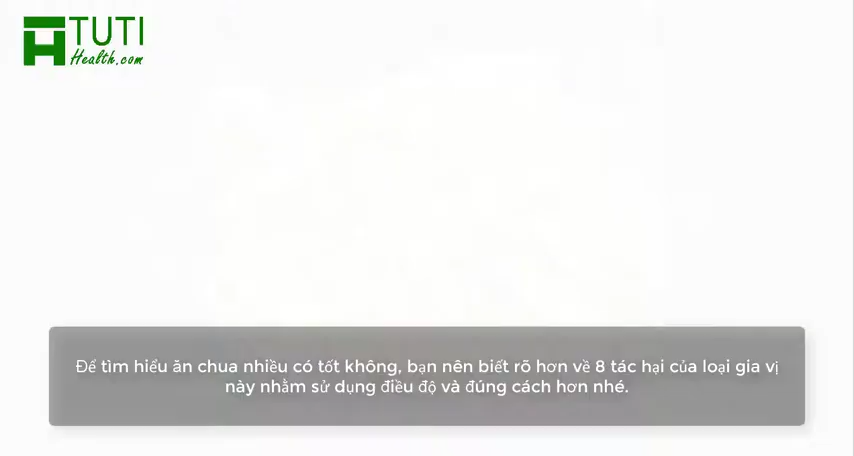 TUTI
Health.com
Để tìm hiểu ăn chua nhiều có tốt không, bạn nên biết rõ hơn về 8 tác hại của loại gia vị
này nhằm sử dụng điều độ và đúng cách hơn nhé.